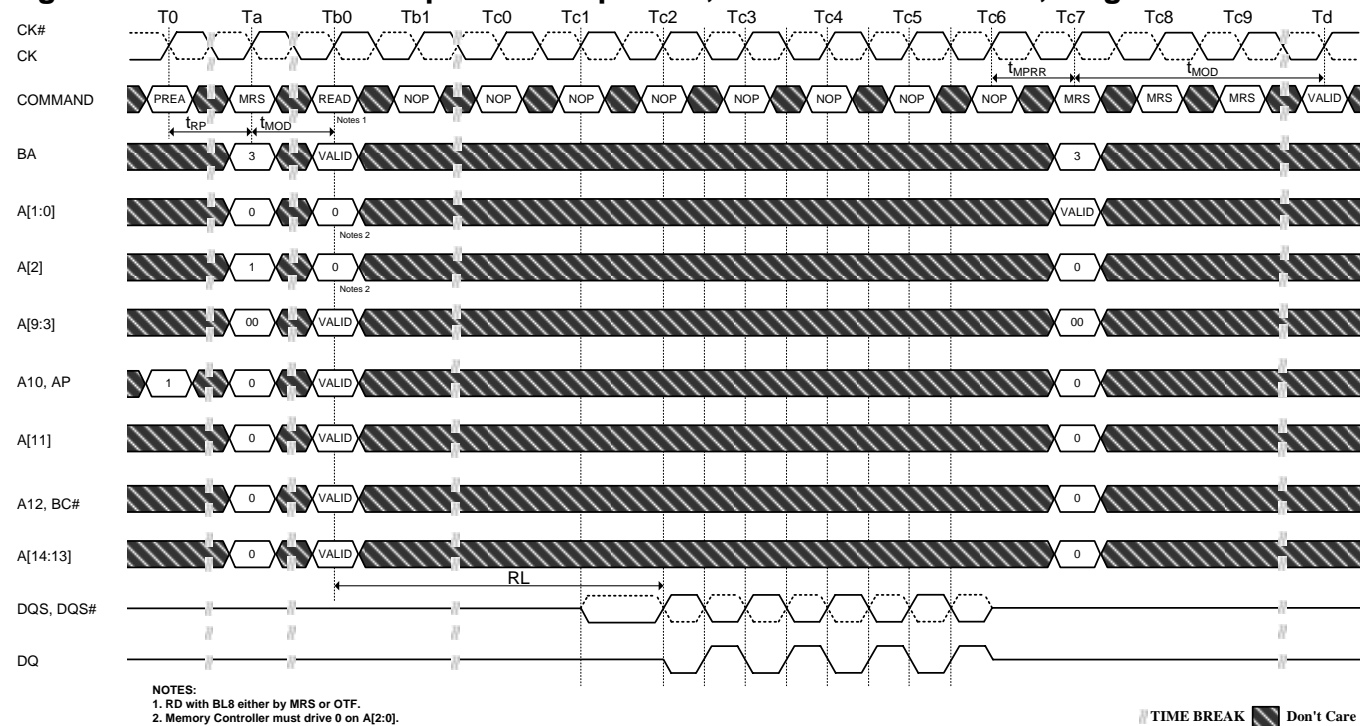 T0 Ta Tb0 Tb1 Tc0 Tc1 Tc2 Tc3 Tc4 Tc5 Tc6 Tc7 Tc8 Tc9 Td
CK#
CK
tMPRR tMOD
COMMAND PREA MRS READ NOP NOP NOP NOP NOP NOP NOP NOP MRS MRS MRS VALID
tRP tMOD Notes 1
BA 3 VALID 3
A[1:0] 0 0 VALID
Notes 2
A[2] 1 0 0
Notes 2
A[9:3] 00 VALID 00
A10, AP 1 0 VALID 0
A[11] 0 VALID 0
A12, BC# 0 VALID 0
A[14:13] 0 VALID 0
RL
DQS, DQS#
DQ
NOTES:
1. RD with BL8 either by MRS or OTF.
2. Memory Controller must drive 0 on A[2:0].
TIME BREAK Don't Care